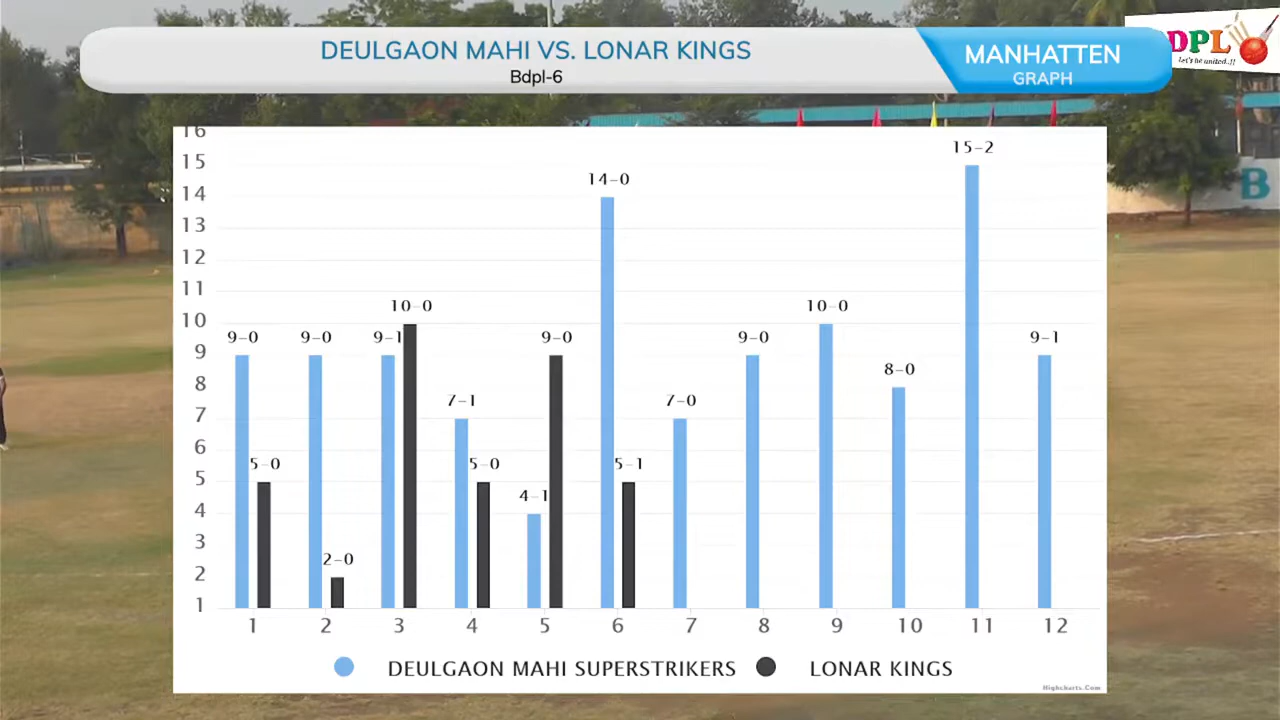 DEULGAON MAHI VS. LONAR KINGS
Bdpl-6
MANHATTEN
GRAPH
DPL
Let's be united..!!
B
16
15
14
13
12
11
10
9
8
7
6
5
4
3
2
1
9-0 9-0 9-1 7-1 4-1 14-0 7-0 9-0 10-0 8-0 15-2 9-1
5-0 2-0 10-0 5-0 9-0 5-1
1 2 3 4 5 6 7 8 9 10 11 12
DEULGAON MAHI SUPERSTRIKERS LONAR KINGS
Highcharts.Com